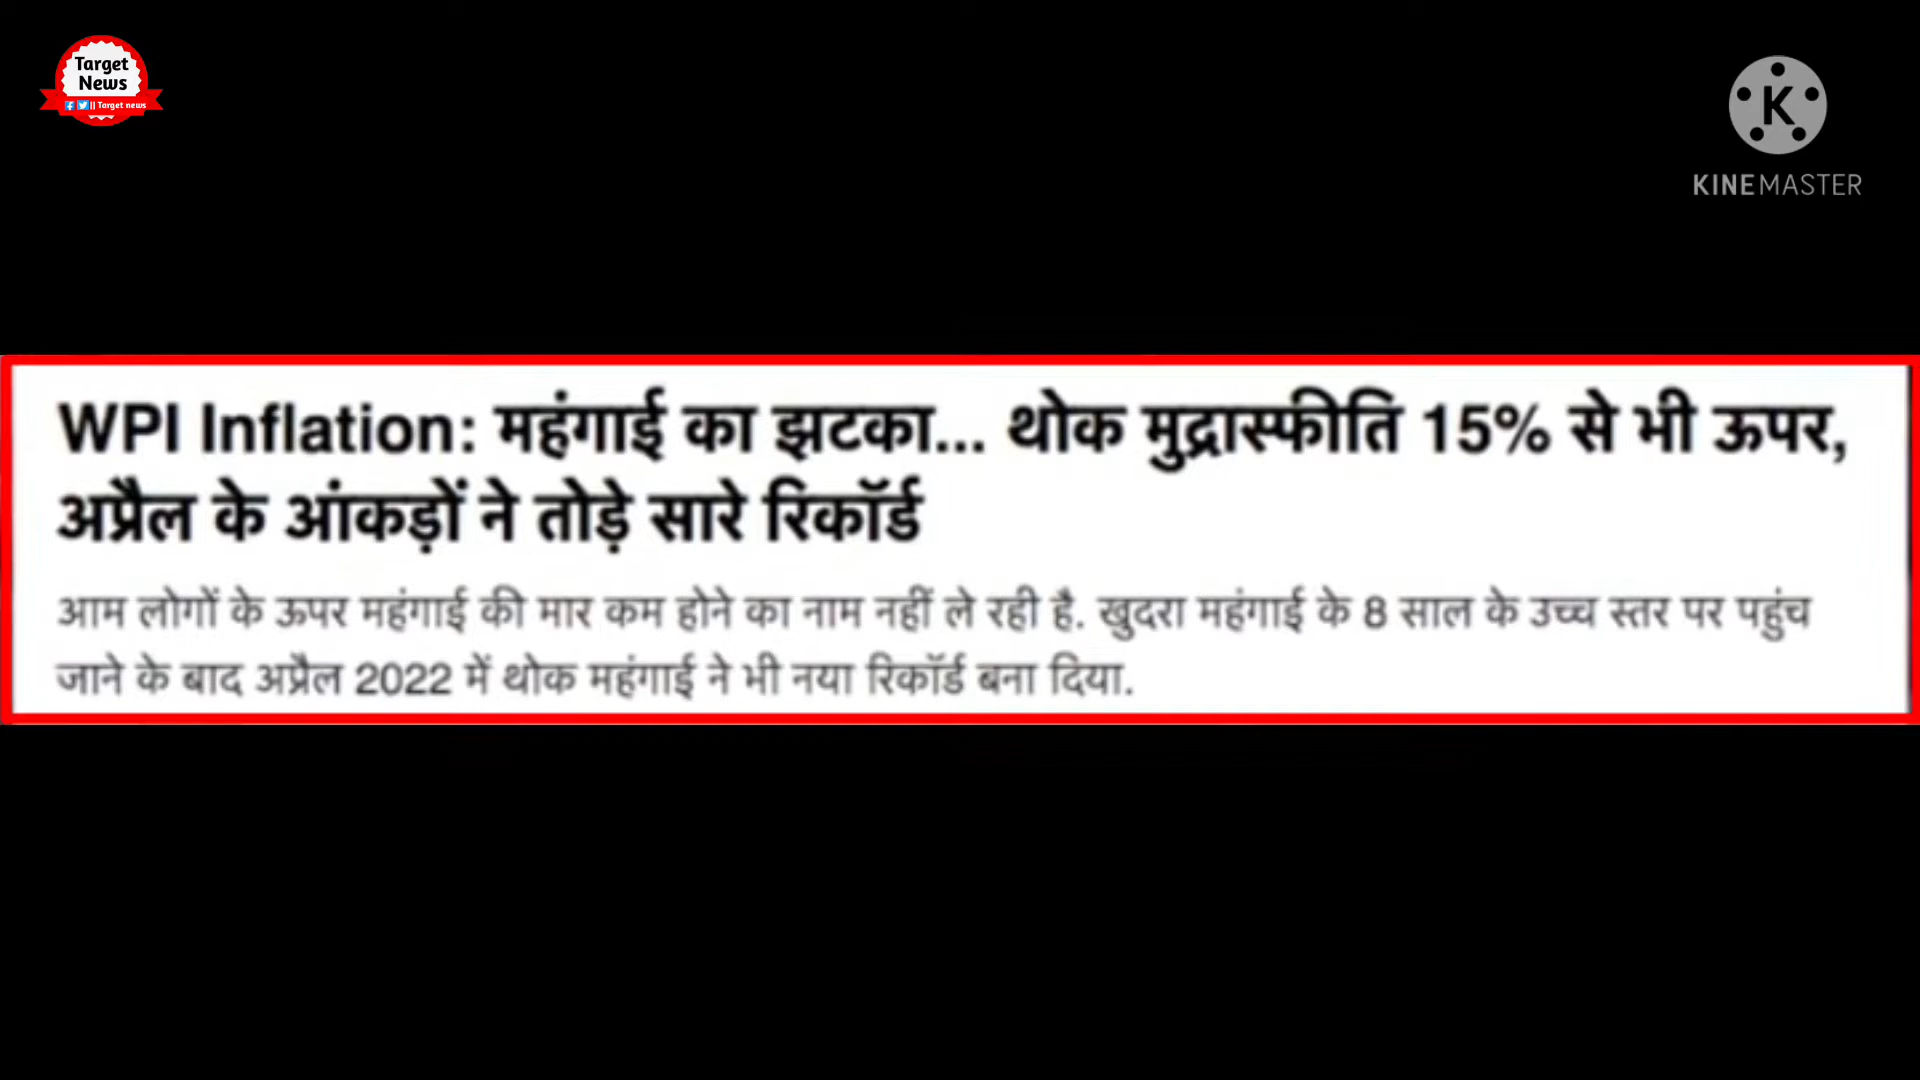 Target
News
|| Target news
K
KINEMASTER
WPI Inflation: महंगाई का झटका... थोक मुद्रास्फीति 15% से भी ऊपर,
अप्रैल के आंकड़ों ने तोड़े सारे रिकॉर्ड
आम लोगों के ऊपर महंगाई की मार कम होने का नाम नहीं ले रही है. खुदरा महंगाई के 8 साल के उच्च स्तर पर पहुंच
जाने के बाद अप्रैल 2022 में थोक महंगाई ने भी नया रिकॉर्ड बना दिया.